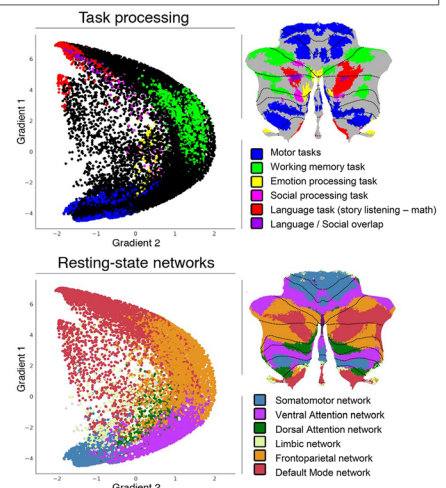 Task processing
Gradient 1
6
4
2
0
−2
−4
−2
−1
0
1
2
Gradient 2
Motor tasks
Working memory task
Emotion processing task
Social processing task
Language task (story listening – math)
Language / Social overlap
Resting-state networks
Gradient 1
6
4
2
0
−2
−4
−2
−1
0
1
2
Gradient 2
Somatomotor network
Ventral Attention network
Dorsal Attention network
Limbic network
Frontoparietal network
Default Mode network